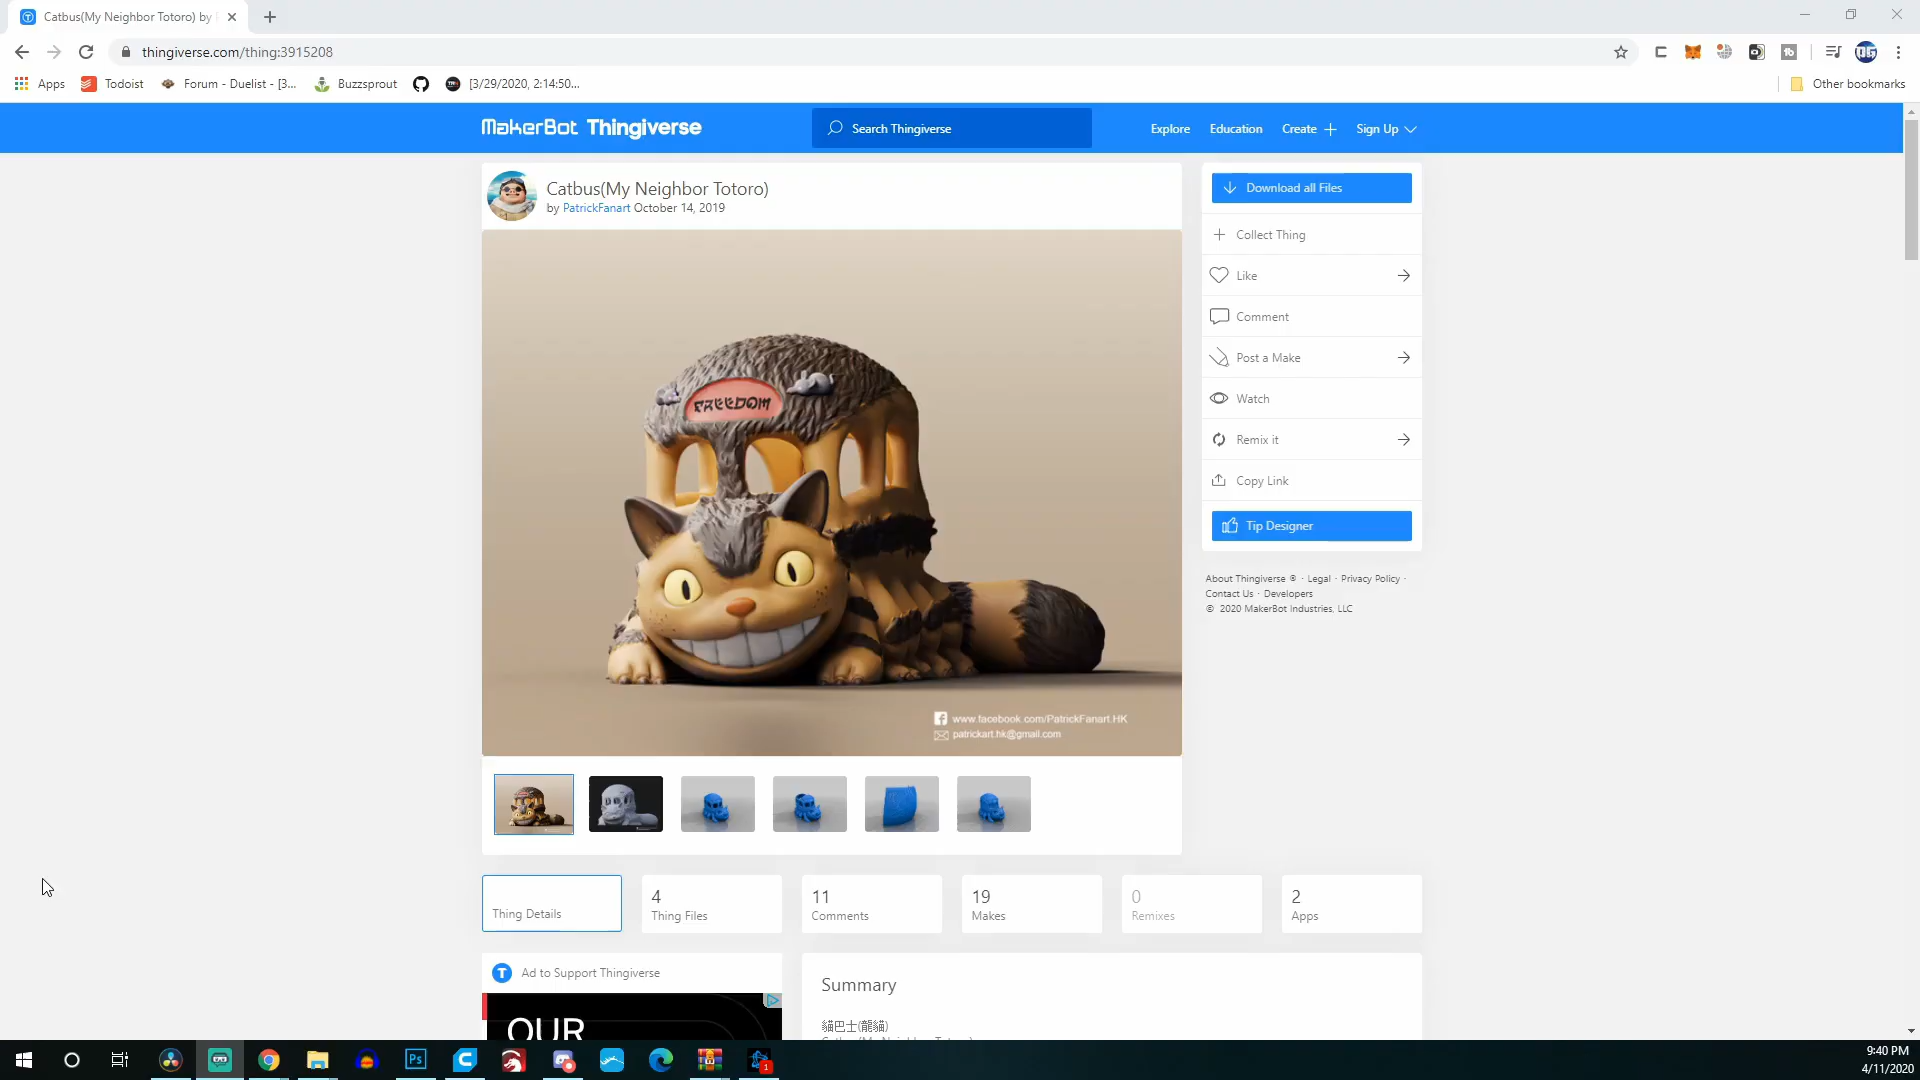 Catbus(My Neighbor Totoro) by
thingiverse.com/thing:3915208
Apps
Todoist
Forum - Duelist - [3...
Buzzsprout
[3/29/2020, 2:14:50...
Other bookmarks
MakerBot Thingiverse
Search Thingiverse
Explore
Education
Create
Sign Up
Catbus(My Neighbor Totoro)
by PatrickFanart October 14, 2019
FREEDOM
www.facebook.com/PatrickFanart.HK
patrickart.hk@gmail.com
Download all Files
Collect Thing
Like
Comment
Post a Make
Watch
Remix it
Copy Link
Tip Designer
About Thingiverse ® · Legal · Privacy Policy ·
Contact Us · Developers
© 2020 MakerBot Industries, LLC
Thing Details
4
Thing Files
11
Comments
19
Makes
0
Remixes
2
Apps
Ad to Support Thingiverse
OUR
Summary
貓巴士(龍貓)
9:40 PM
4/11/2020